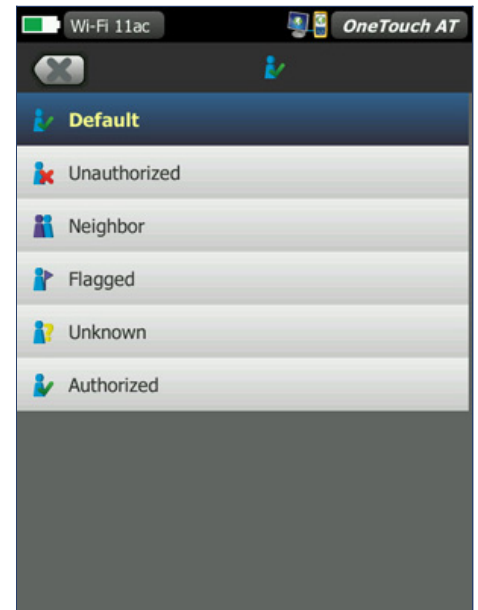 Wi-Fi 11ac
OneTouch AT
Default
Unauthorized
Neighbor
Flagged
Unknown
Authorized